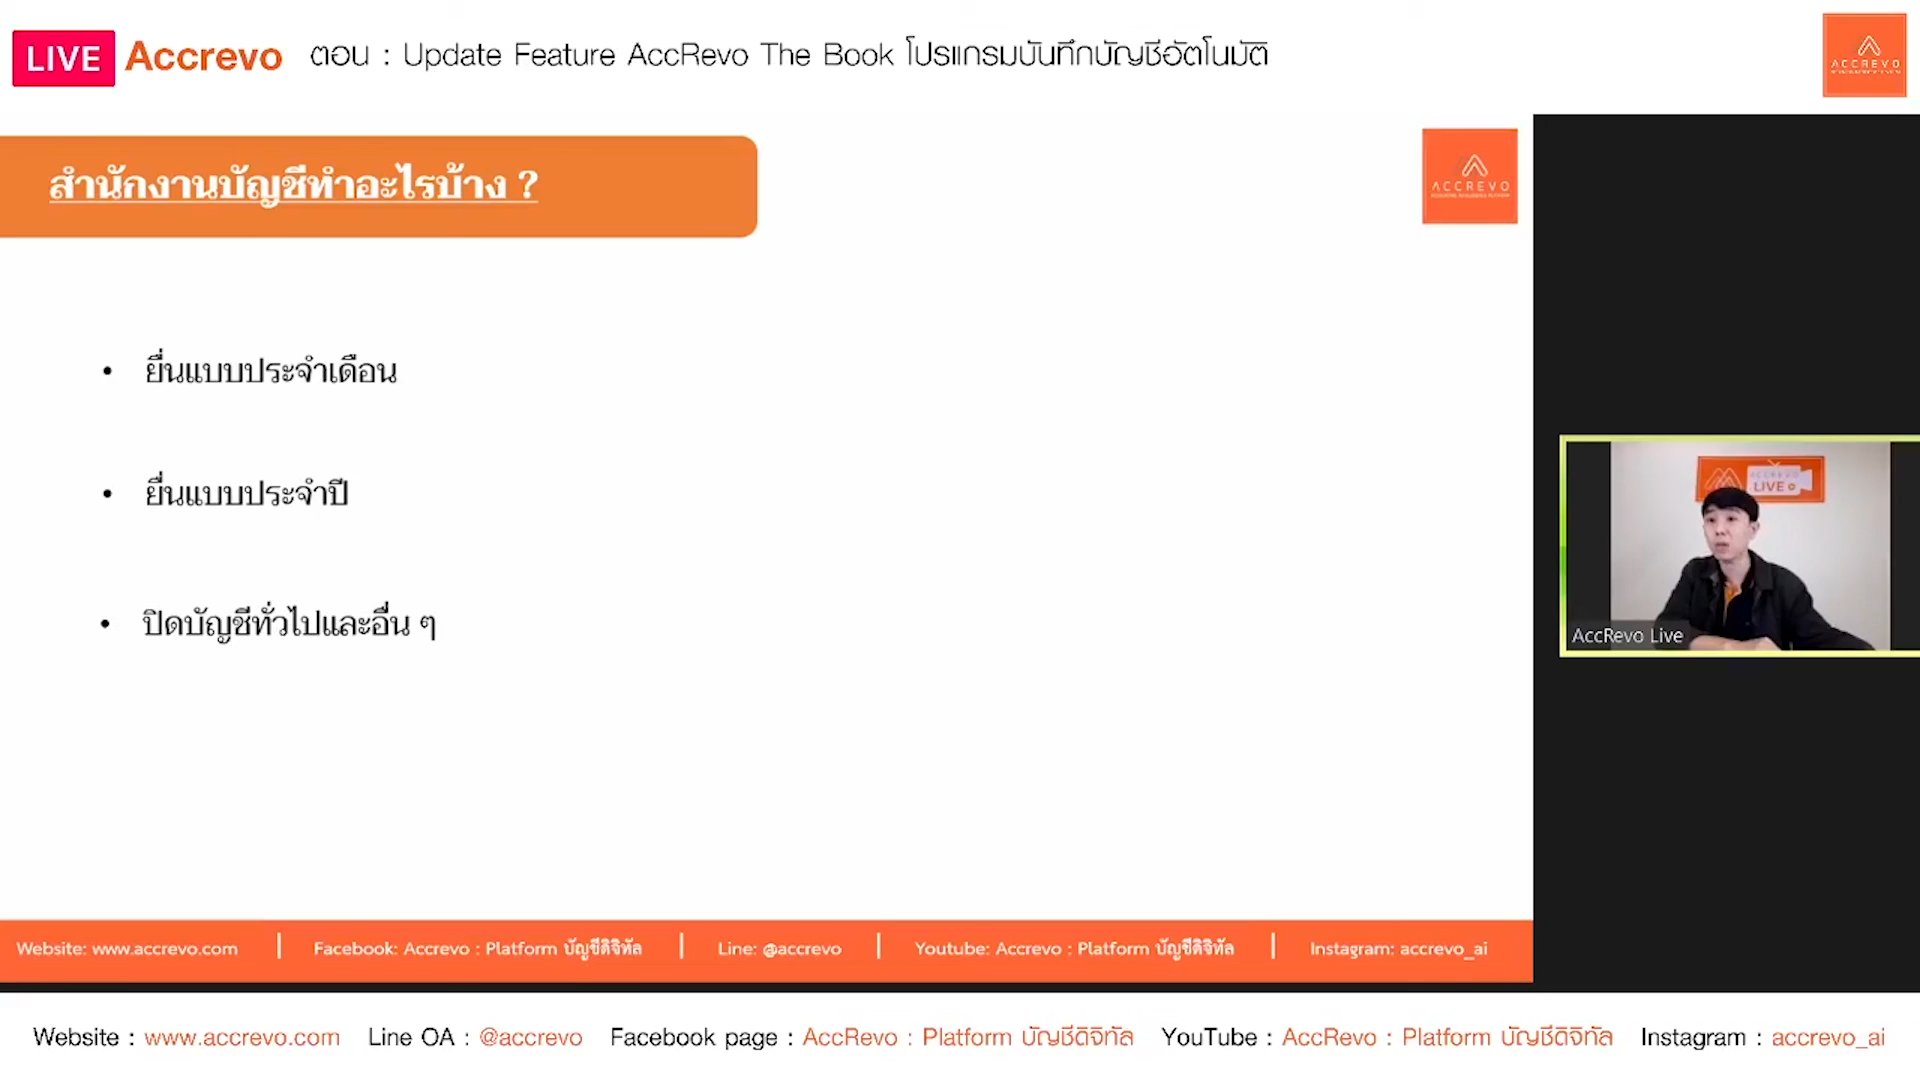 LIVE Accrevo ตอน : Update Feature AccRevo The Book โปรแกรมบันทึกบัญชีอัตโนมัติ
ACCREVO
สำนักงานบัญชีทำอะไรบ้าง ?
ACCREVO
• ยื่นแบบประจำเดือน
• ยื่นแบบประจำปี
• ปิดบัญชีทั่วไปและอื่น ๆ
ACCREVO
LIVE
AccRevo Live
Website: www.accrevo.com | Facebook: Accrevo : Platform บัญชีดิจิทัล | Line: @accrevo | Youtube: Accrevo : Platform บัญชีดิจิทัล | Instagram: accrevo_ai
Website : www.accrevo.com Line OA : @accrevo Facebook page : AccRevo : Platform บัญชีดิจิทัล YouTube : AccRevo : Platform บัญชีดิจิทัล Instagram : accrevo_ai